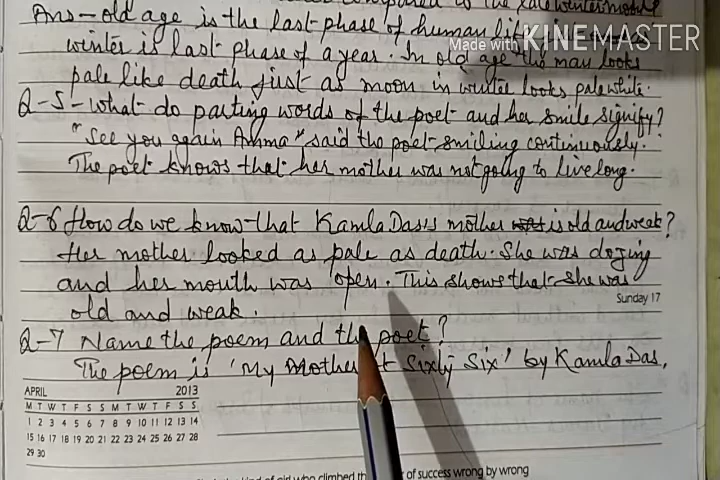 compared to the pale winter moon
Ans- old age is the last phase of human life
winter is last phase of a year. In old age the man looks
pale like death just as moon in winter looks pale white.
Made with KINEMASTER
Q-5- what do parting words of the poet and her smile signify?
"See you again Amma" said the poet smiling continuously.
The poet knows that her mother was not going to live long.
Q-6 How do we know that Kamla Das's mother is old and weak?
Her mother looked as pale as death. She was dozing
and her mouth was open. This shows that she was
Sunday 17
old and weak.
Q-7 Name the poem and the poet?
The poem is 'My Mother at Sixty Six' by Kamla Das,
APRIL 2013
M T W T F S S M T W T F S S
1 2 3 4 5 6 7 8 9 10 11 12 13 14
15 16 17 18 19 20 21 22 23 24 25 26 27 28
29 30
who climbed of success wrong by wrong